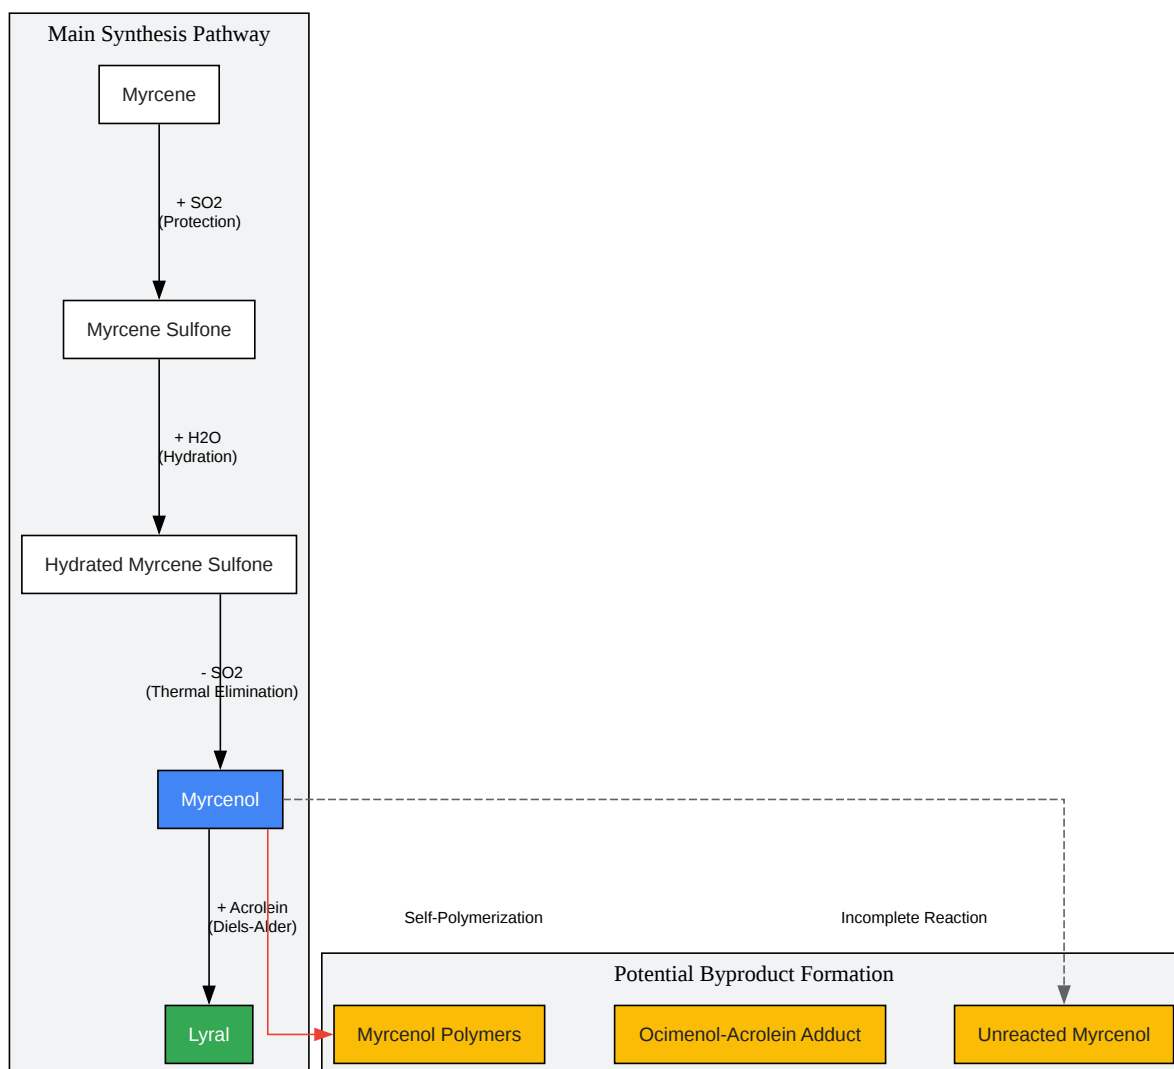 Main Synthesis Pathway
Myrcene
+ SO2
(Protection)
Myrcene Sulfone
+ H2O
(Hydration)
Hydrated Myrcene Sulfone
- SO2
(Thermal Elimination)
Myrcenol
+ Acrolein
(Diels-Alder)
Self-Polymerization
Incomplete Reaction
Potential Byproduct Formation
Lyral
Myrcenol Polymers
Ocimenol-Acrolein Adduct
Unreacted Myrcenol